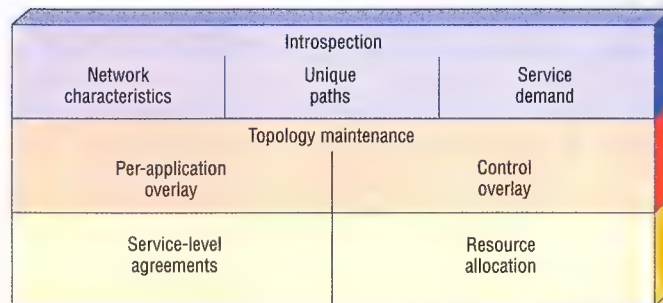 Introspection
Network
characteristics
Unique
paths
Service
demand
Topology maintenance
Per-application
overlay
Control
overlay
Service-level
agreements
Resource
allocation